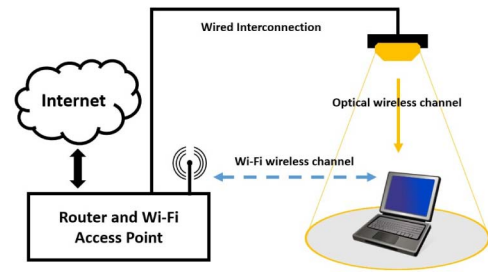 Wired Interconnection
Internet
Optical wireless channel
Wi-Fi wireless channel
Router and Wi-Fi
Access Point